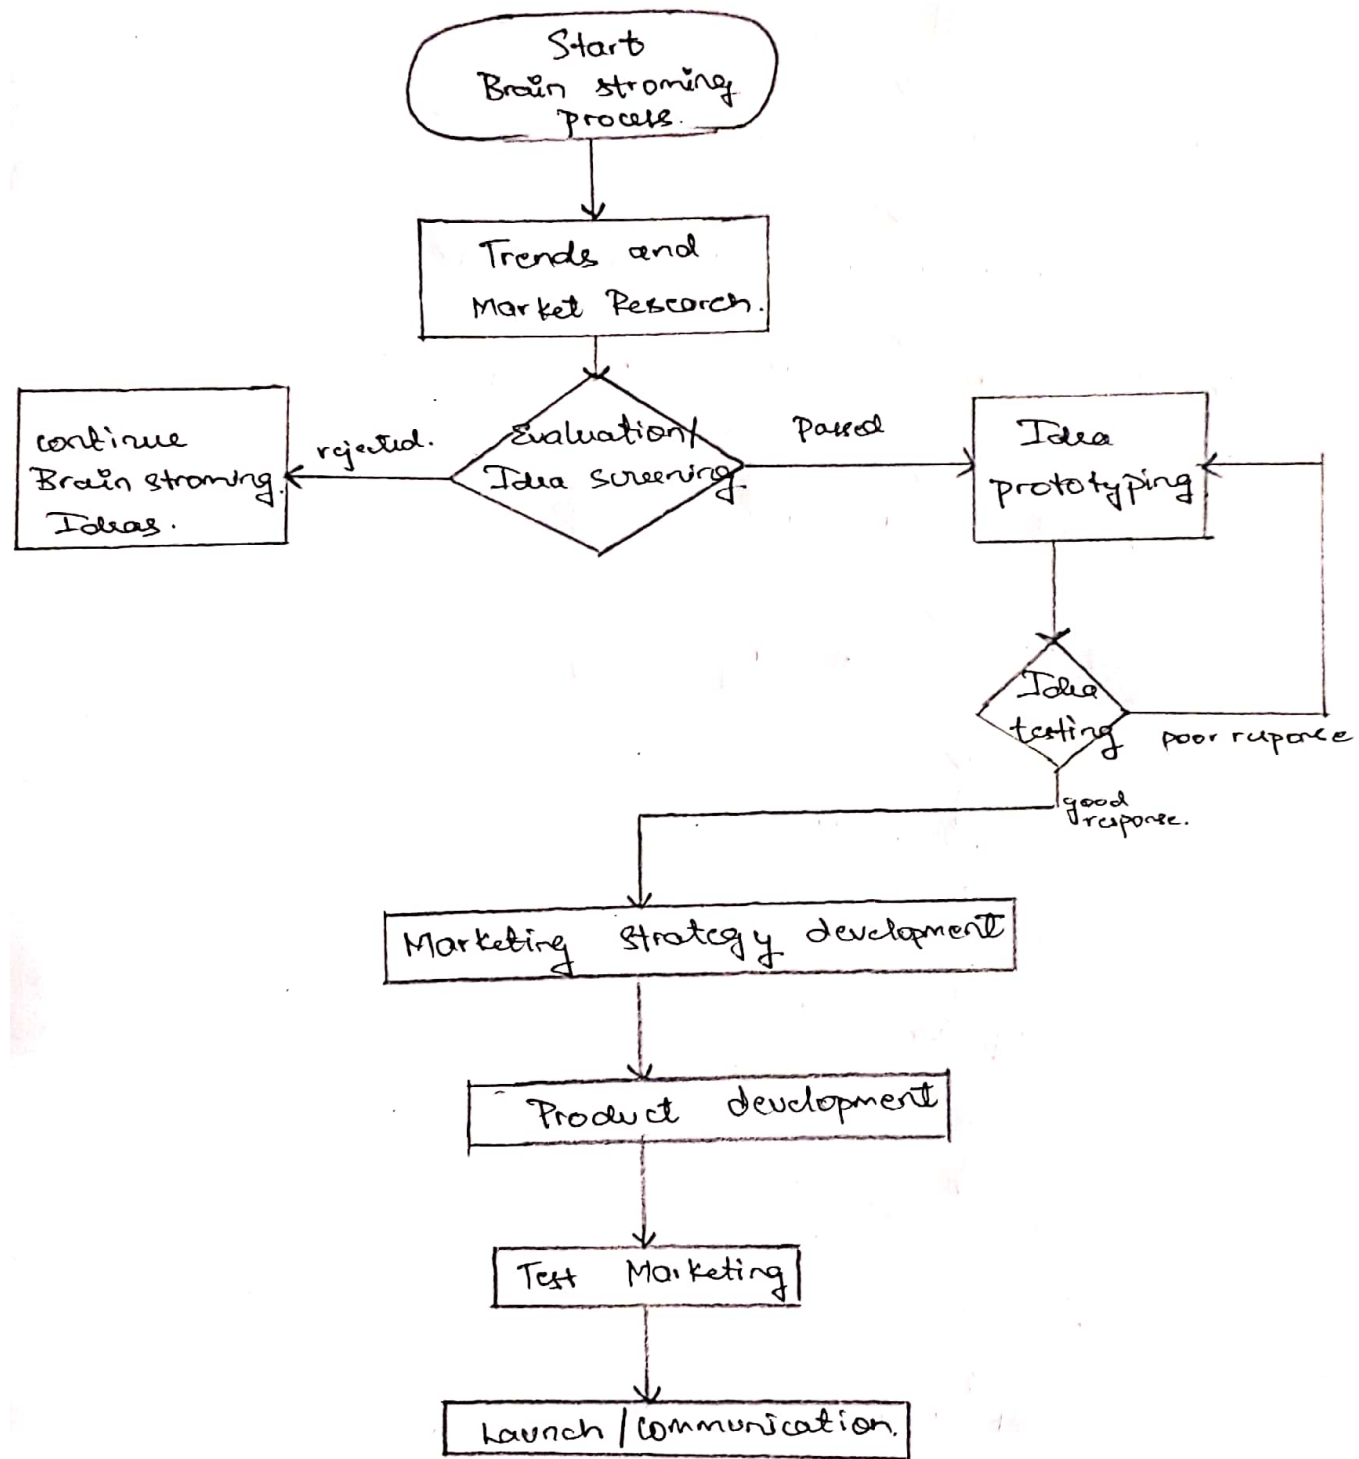 Start
Brain stroming
process.
Trends and
Market Research.
continue
Brain stroming.
Ideas.
rejected.
Evaluation/
Idea screening
Passed
Idea
prototyping
Idea
testing
poor reponse
good
response.
Marketing strategy development
Product development
Test Marketing
Launch / communication.